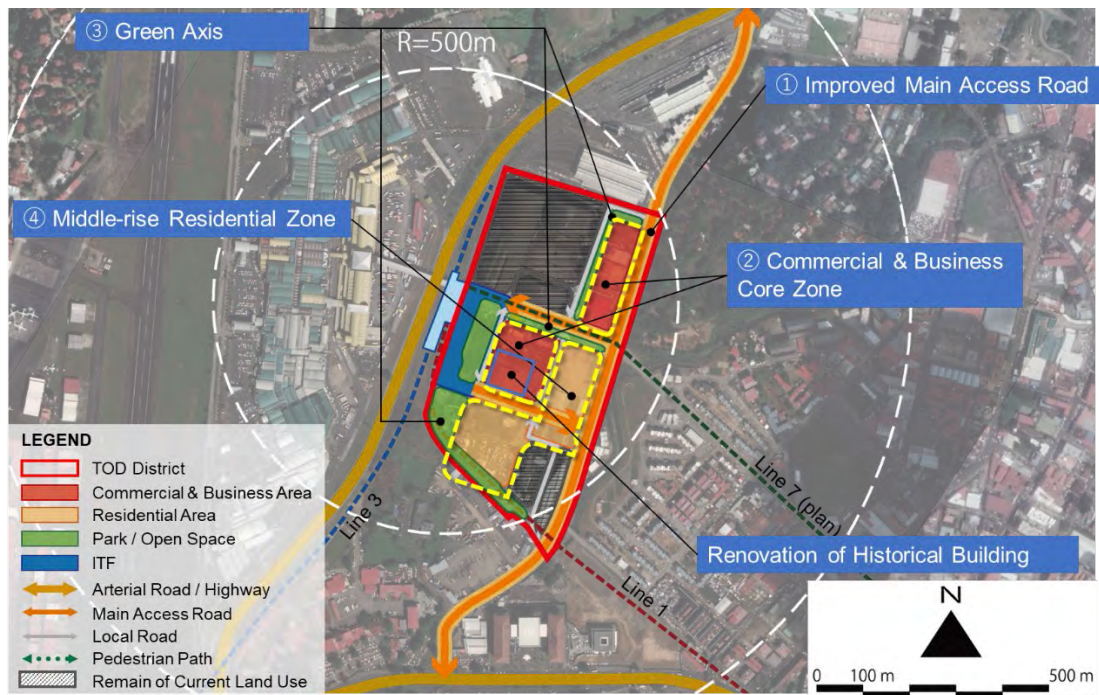 ③ Green Axis
R=500m
① Improved Main Access Road
④ Middle-rise Residential Zone
② Commercial & Business
Core Zone
Line 3
Line 7 (plan)
Line 1
Renovation of Historical Building
LEGEND
TOD District
Commercial & Business Area
Residential Area
Park / Open Space
ITF
Arterial Road / Highway
Main Access Road
Local Road
Pedestrian Path
Remain of Current Land Use
N
0 100 m 500 m